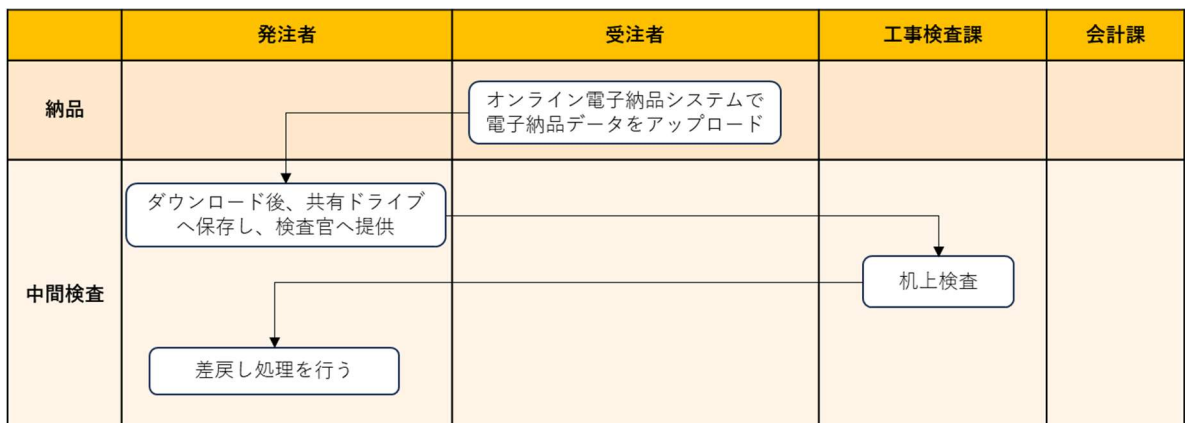 発注者
受注者
工事検査課
会計課
納品
オンライン電子納品システムで
電子納品データをアップロード
中間検査
ダウンロード後、共有ドライブ
へ保存し、検査官へ提供
机上検査
差戻し処理を行う